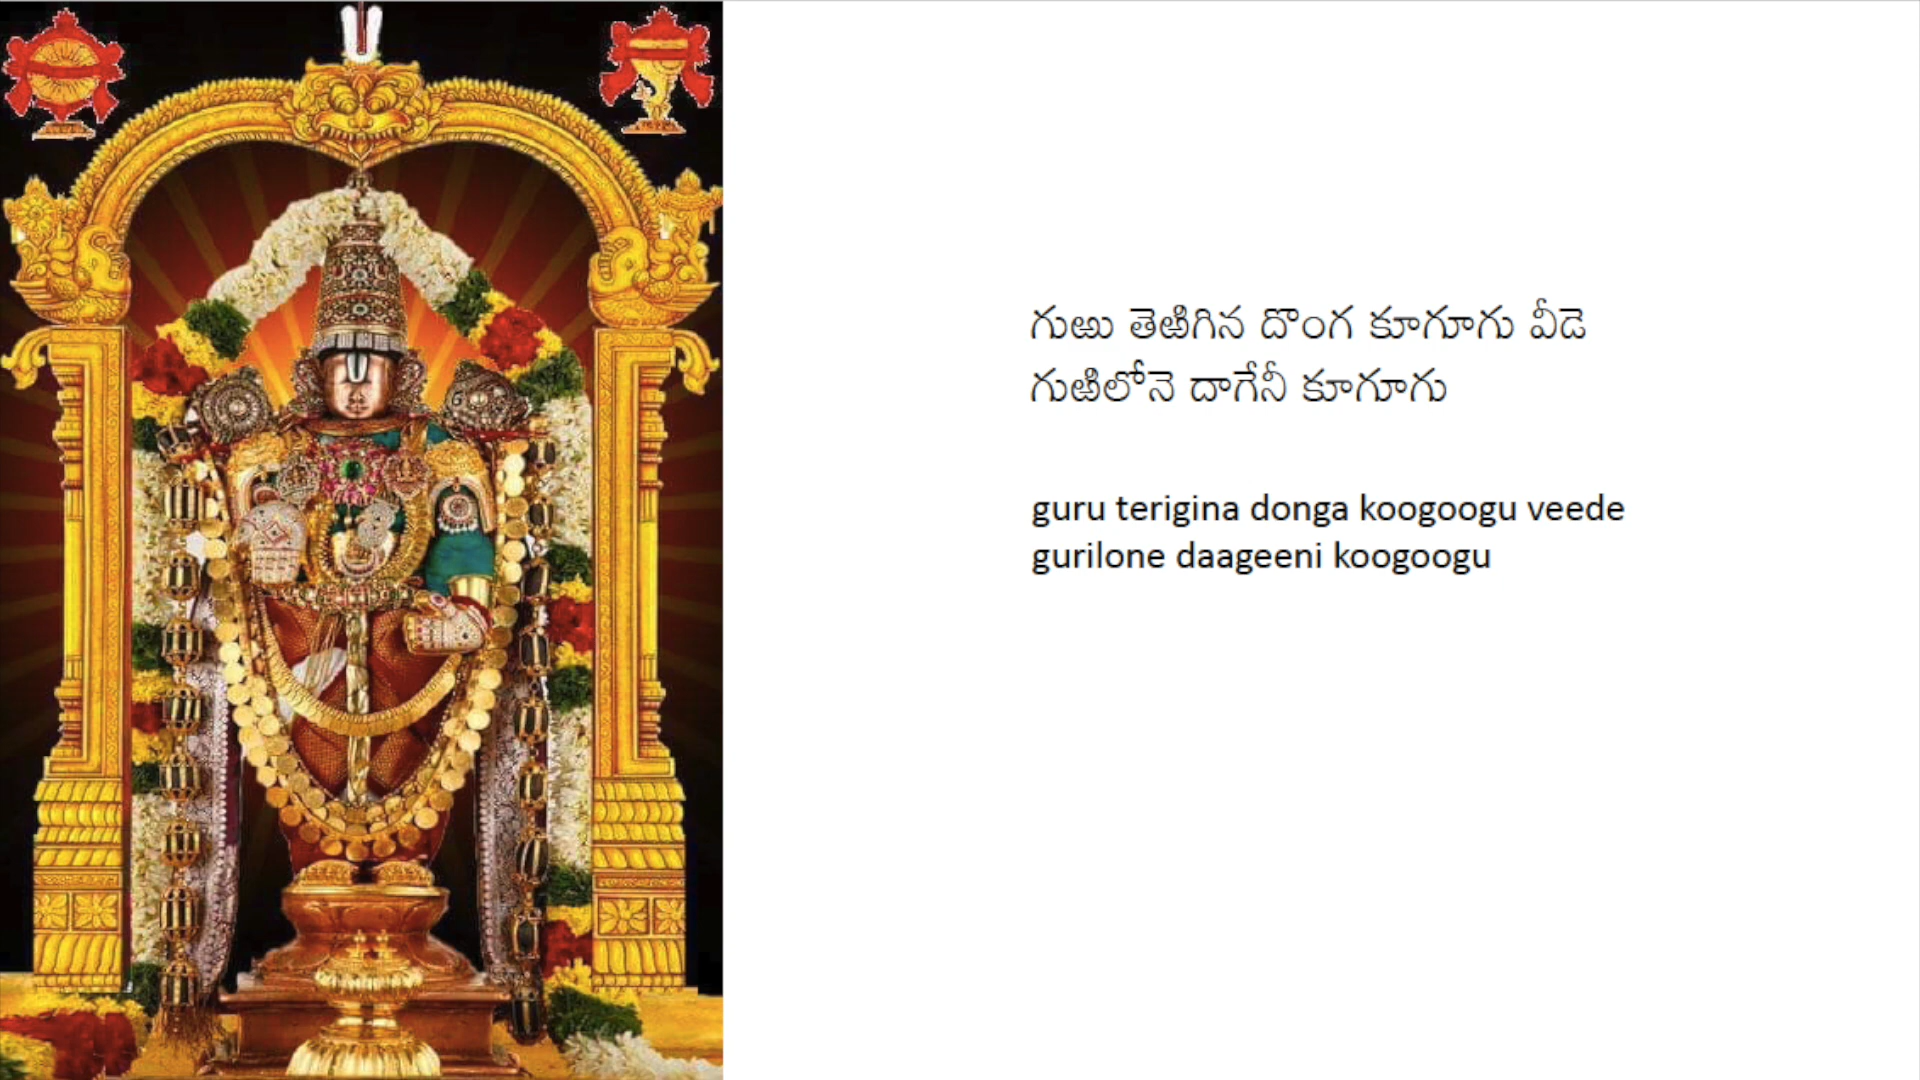 గుఱు తెఱిగిన దొంగ కూగూగు వీడె
గుఱిలోనె దాగేనీ కూగూగు
guru terigina donga koogoogu veede
gurilone daageeni koogoogu